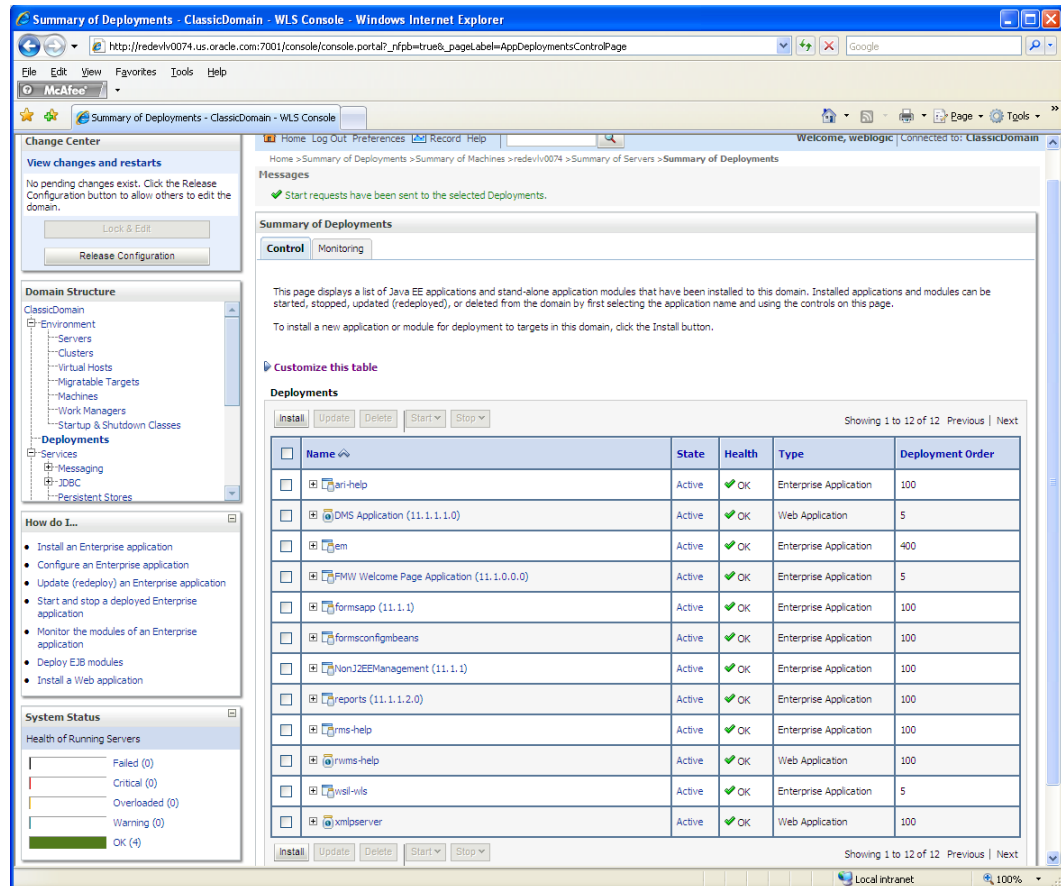 Summary of Deployments - ClassicDomain - WLS Console - Windows Internet Explorer
http://redevlv0074.us.oracle.com:7001/console/console.portal?_nfpb=true&_pageLabel=AppDeploymentsControlPage
Google
File Edit View Favorites Tools Help
McAfee
Summary of Deployments - ClassicDomain - WLS Console
Page Tools
Change Center
View changes and restarts
No pending changes exist. Click the Release
Configuration button to allow others to edit the
domain.
Lock & Edit
Release Configuration
Domain Structure
ClassicDomain
Environment
Servers
Clusters
Virtual Hosts
Migratable Targets
Machines
Work Managers
Startup & Shutdown Classes
Deployments
Services
Messaging
JDBC
Persistent Stores
How do I...
Install an Enterprise application
Configure an Enterprise application
Update (redeploy) an Enterprise application
Start and stop a deployed Enterprise
application
Monitor the modules of an Enterprise
application
Deploy EJB modules
Install a Web application
System Status
Health of Running Servers
Failed (0)
Critical (0)
Overloaded (0)
Warning (0)
OK (4)
Home Log Out Preferences Record Help
Welcome, weblogic Connected to: ClassicDomain
Home >Summary of Deployments >Summary of Machines >redevlv0074 >Summary of Servers >Summary of Deployments
Messages
Start requests have been sent to the selected Deployments.
Summary of Deployments
Control Monitoring
This page displays a list of Java EE applications and stand-alone application modules that have been installed to this domain. Installed applications and modules can be
started, stopped, updated (redeployed), or deleted from the domain by first selecting the application name and using the controls on this page.
To install a new application or module for deployment to targets in this domain, click the Install button.
Customize this table
Deployments
Install Update Delete Start Stop Showing 1 to 12 of 12 Previous | Next
Name State Health Type Deployment Order
ari-help Active OK Enterprise Application 100
DMS Application (11.1.1.1.0) Active OK Web Application 5
em Active OK Enterprise Application 400
FMW Welcome Page Application (11.1.0.0.0) Active OK Enterprise Application 5
formsapp (11.1.1) Active OK Enterprise Application 100
formsconfigmbeans Active OK Enterprise Application 100
NonJ2EEManagement (11.1.1) Active OK Enterprise Application 100
reports (11.1.1.2.0) Active OK Enterprise Application 100
rms-help Active OK Enterprise Application 100
rwms-help Active OK Web Application 100
wsil-wls Active OK Enterprise Application 5
xmlpserver Active OK Web Application 100
Install Update Delete Start Stop Showing 1 to 12 of 12 Previous | Next
Local intranet 100%